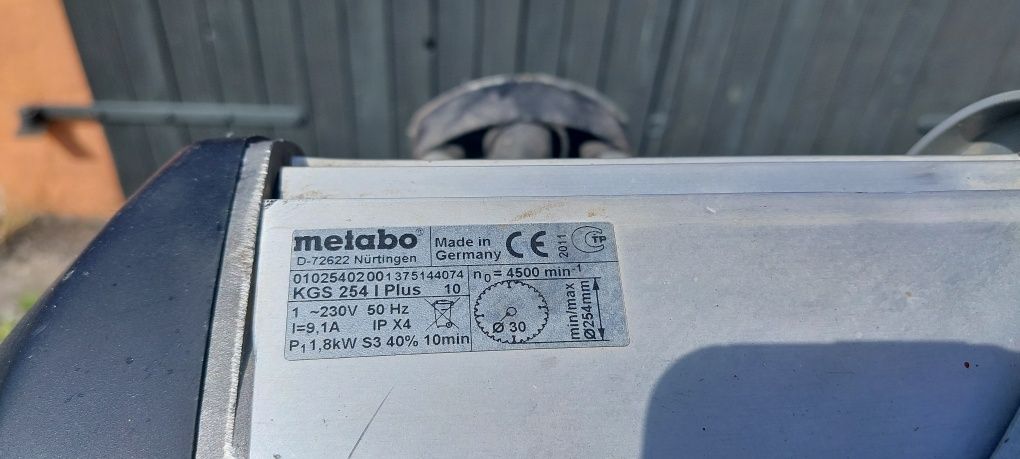 metabo
D-72622 Nürtingen
Made in
Germany
CE
2011
TP
01025402001375144074
KGS 254 I Plus 10
n0 = 4500 min-1
1 ~230V 50 Hz
I=9,1A IP X4
P1 1,8kW S3 40% 10min
Ø 30
min/max
Ø254mm